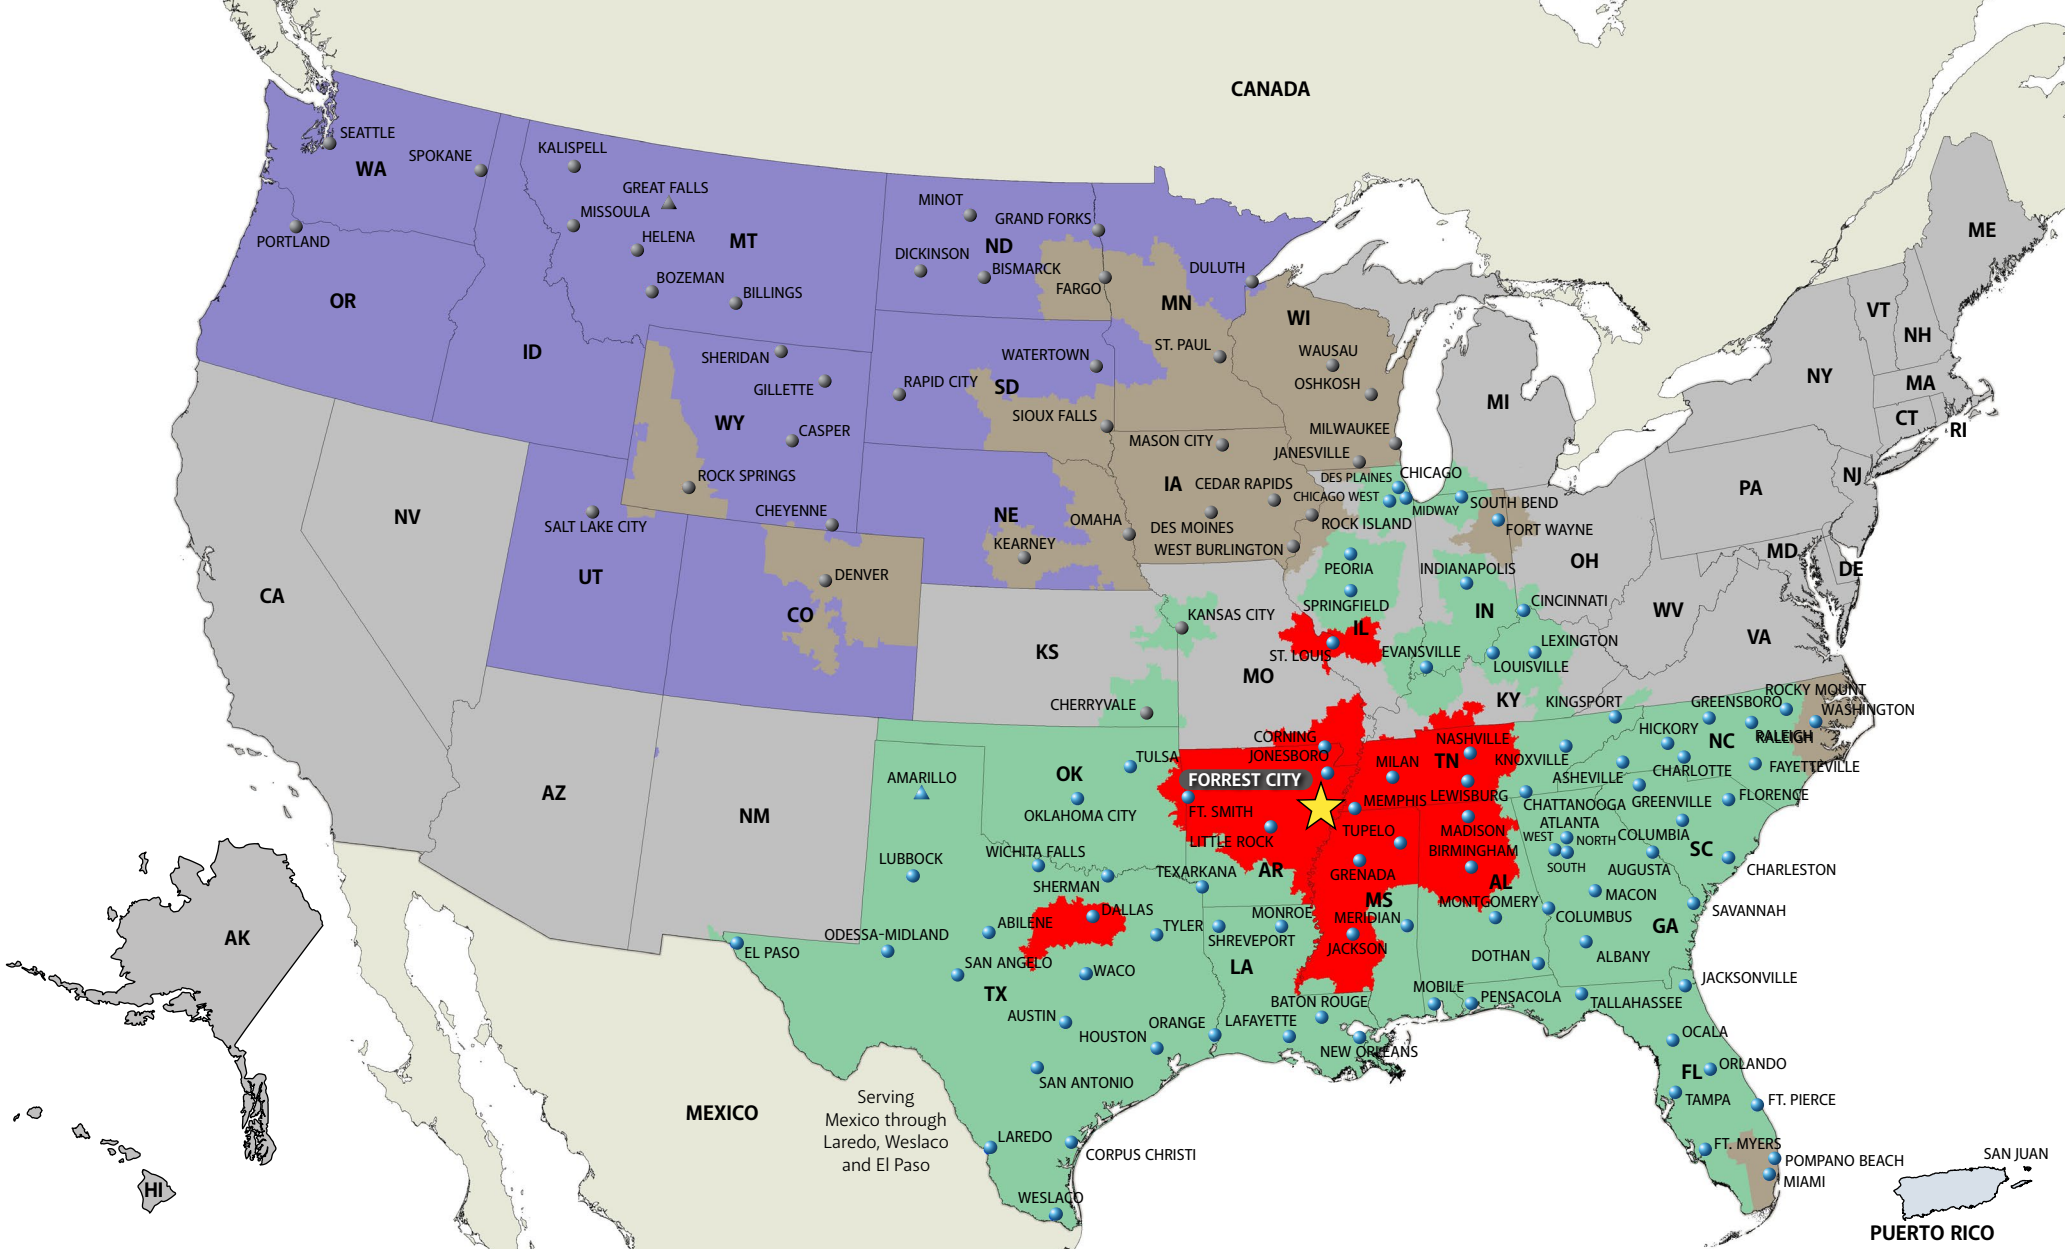 CANADA
SEATTLE
SPOKANE
WA
KALISPELL
GREAT FALLS
MISSOULA
HELENA
MT
BOZEMAN
BILLINGS
PORTLAND
OR
ID
MINOT
GRAND FORKS
ND
DICKINSON
BISMARCK
FARGO
DULUTH
MN
WI
ST. PAUL
WAUSAU
OSHKOSH
MILWAUKEE
JANESVILLE
WATERTOWN
RAPID CITY
SD
SIOUX FALLS
SHERIDAN
GILLETTE
WY
CASPER
ROCK SPRINGS
CHEYENNE
MASON CITY
IA
CEDAR RAPIDS
DES MOINES
WEST BURLINGTON
NE
OMAHA
KEARNEY
SALT LAKE CITY
UT
DENVER
CO
NV
CA
AZ
NM
MI
ME
VT
NH
NY
MA
CT
RI
NJ
PA
MD
DE
OH
WV
VA
DES PLAINES
CHICAGO
CHICAGO WEST
MIDWAY
SOUTH BEND
FORT WAYNE
ROCK ISLAND
PEORIA
SPRINGFIELD
INDIANAPOLIS
IN
CINCINNATI
IL
ST. LOUIS
EVANSVILLE
LEXINGTON
LOUISVILLE
KY
KANSAS CITY
KS
MO
CHERRYVALE
KINGSPORT
GREENSBORO
ROCKY MOUNT
WASHINGTON
HICKORY
NC
RALEIGH
RALEIGH
CORNING
JONESBORO
NASHVILLE
TN
KNOXVILLE
MILAN
ASHEVILLE
CHARLOTTE
FAYETTEVILLE
TULSA
OK
OKLAHOMA CITY
AMARILLO
FORREST CITY
FT. SMITH
LITTLE ROCK
AR
MEMPHIS
LEWISBURG
CHATTANOOGA
GREENVILLE
FLORENCE
TUPELO
MADISON
ATLANTA
WEST
NORTH
SOUTH
COLUMBIA
SC
BIRMINGHAM
AUGUSTA
CHARLESTON
GRENADA
AL
MS
MACON
LUBBOCK
WICHITA FALLS
SHERMAN
TEXARKANA
DALLAS
ABILENE
TYLER
MONROE
SHREVEPORT
MERIDIAN
JACKSON
MONTGOMERY
COLUMBUS
GA
SAVANNAH
ODESSA-MIDLAND
EL PASO
SAN ANGELO
WACO
TX
LA
DOTHAN
ALBANY
JACKSONVILLE
AUSTIN
HOUSTON
ORANGE
LAFAYETTE
BATON ROUGE
MOBILE
PENSACOLA
TALLAHASSEE
NEW ORLEANS
OCALA
ORLANDO
FL
TAMPA
FT. PIERCE
SAN ANTONIO
Serving
Mexico through
Laredo, Weslaco
and El Paso
LAREDO
CORPUS CHRISTI
WESLACO
MEXICO
AK
HI
FT. MYERS
POMPANO BEACH
MIAMI
SAN JUAN
PUERTO RICO